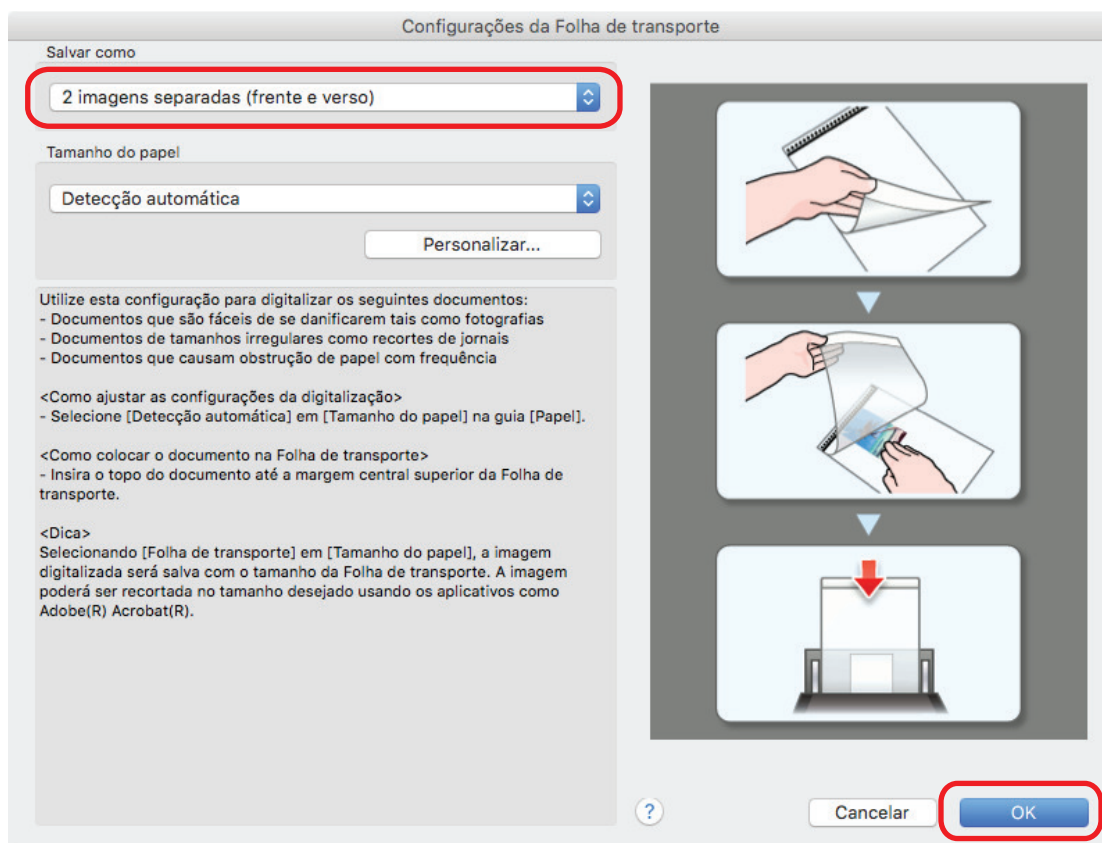 Configurações da Folha de transporte
Salvar como
2 imagens separadas (frente e verso)
Tamanho do papel
Detecção automática
Personalizar...
Utilize esta configuração para digitalizar os seguintes documentos:
- Documentos que são fáceis de se danificarem tais como fotografias
- Documentos de tamanhos irregulares como recortes de jornais
- Documentos que causam obstrução de papel com frequência
<Como ajustar as configurações da digitalização>
- Selecione [Detecção automática] em [Tamanho do papel] na guia [Papel].
<Como colocar o documento na Folha de transporte>
- Insira o topo do documento até a margem central superior da Folha de
transporte.
<Dica>
Selecionando [Folha de transporte] em [Tamanho do papel], a imagem
digitalizada será salva com o tamanho da Folha de transporte. A imagem
poderá ser recortada no tamanho desejado usando os aplicativos como
Adobe(R) Acrobat(R).
?
Cancelar
OK